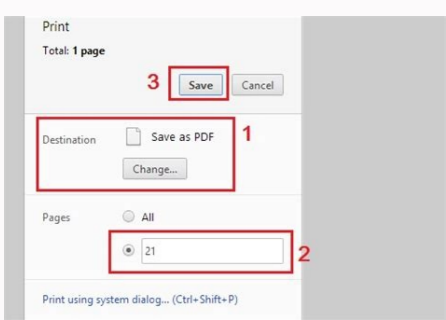 Print
Total: 1 page
3 Save Cancel
Destination Save as PDF 1
Change...
Pages All
21 2
Print using system dialog... (Ctrl+Shift+P)